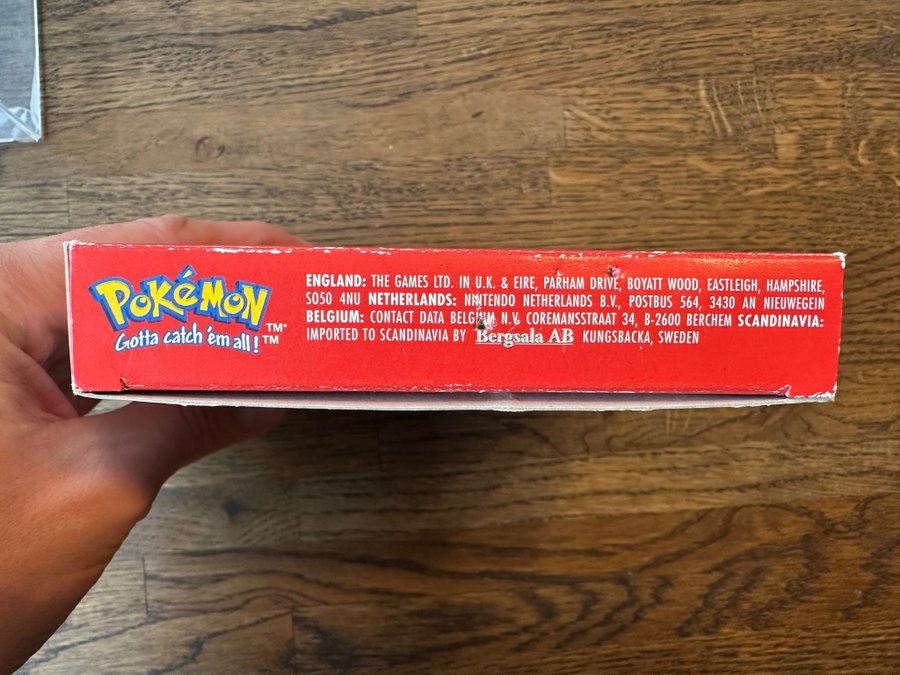 POKéMON
Gotta catch 'em all! TM*
TM
ENGLAND: THE GAMES LTD. IN U.K. & EIRE, PARHAM DRIVE, BOYATT WOOD, EASTLEIGH, HAMPSHIRE,
SO50 4NU NETHERLANDS: NINTENDO NETHERLANDS B.V., POSTBUS 564, 3430 AN NIEUWEGEIN
BELGIUM: CONTACT DATA BELGIUM N.V. COREMANSSTRAAT 34, B-2600 BERCHEM SCANDINAVIA:
IMPORTED TO SCANDINAVIA BY Bergsala AB KUNGSBACKA, SWEDEN